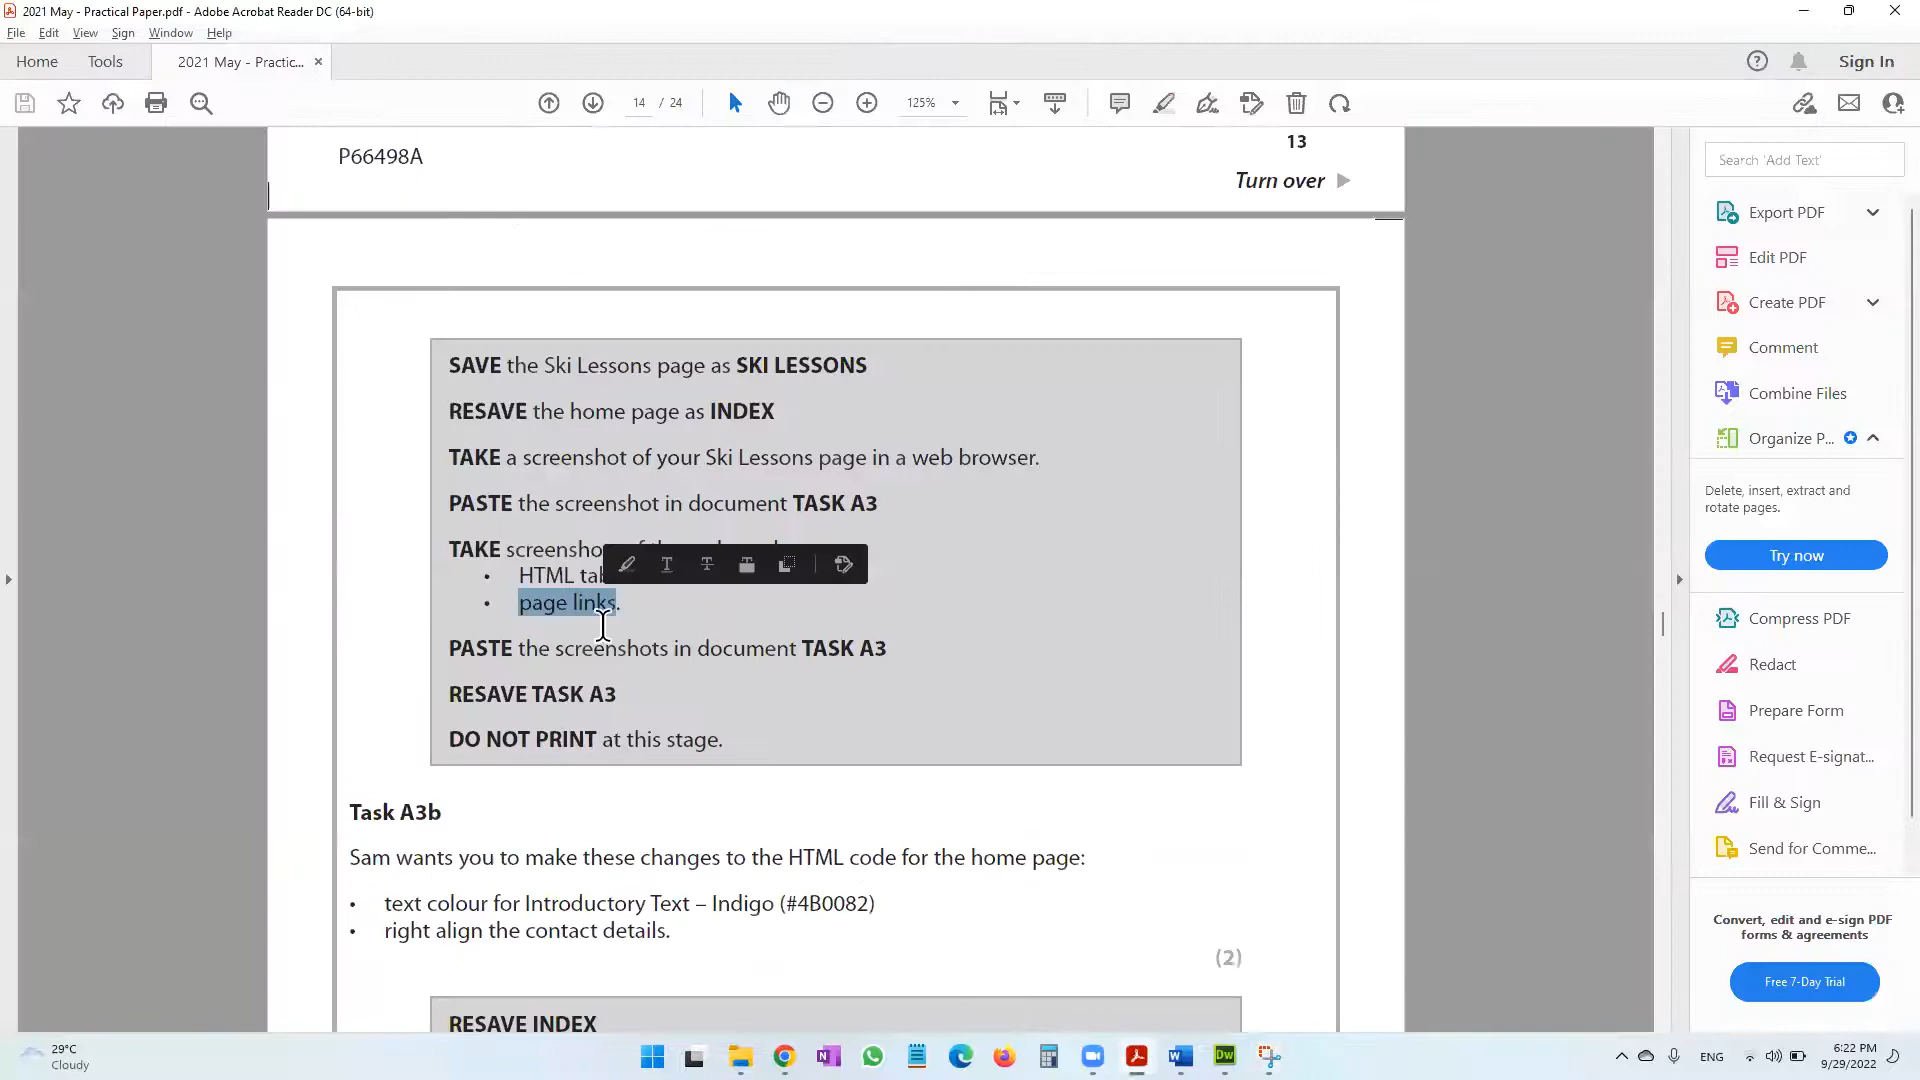 2021 May - Practical Paper.pdf - Adobe Acrobat Reader DC (64-bit)
File Edit View Sign Window Help
Home Tools 2021 May - Practic... × Sign In
14 / 24 125%
P66498A
13
Turn over
SAVE the Ski Lessons page as SKI LESSONS
RESAVE the home page as INDEX
TAKE a screenshot of your Ski Lessons page in a web browser.
PASTE the screenshot in document TASK A3
TAKE
• HTML
• page links.
PASTE the screenshots in document TASK A3
RESAVE TASK A3
DO NOT PRINT at this stage.
Task A3b
Sam wants you to make these changes to the HTML code for the home page:
• text colour for Introductory Text – Indigo (#4B0082)
• right align the contact details.
(2)
RESAVE INDEX
Search 'Add Text'
Export PDF
Edit PDF
Create PDF
Comment
Combine Files
Organize P...
Delete, insert, extract and
rotate pages.
Try now
Compress PDF
Redact
Prepare Form
Request E-signat...
Fill & Sign
Send for Comme...
Convert, edit and e-sign PDF
forms & agreements
Free 7-Day Trial
29°C
Cloudy
ENG
6:22 PM
9/29/2022